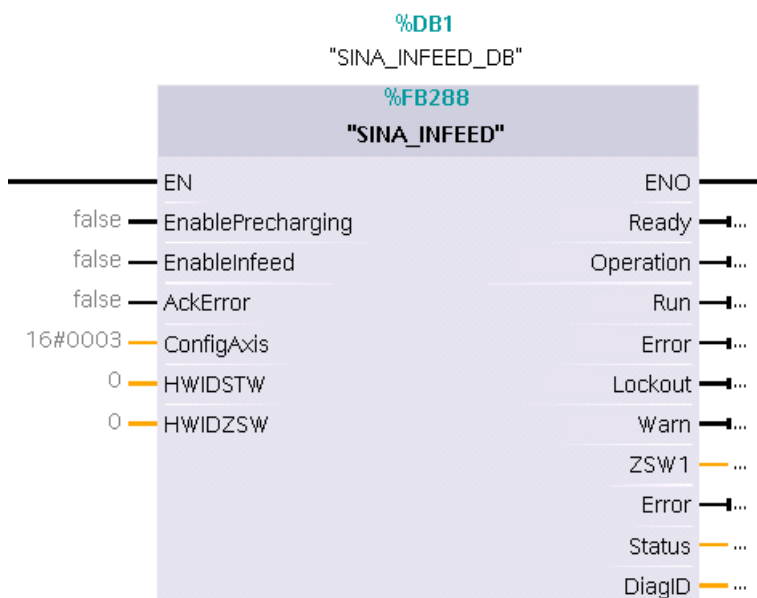 %DB1
"SINA_INFEED_DB"
%FB288
"SINA_INFEED"
EN ENO
false EnablePrecharging Ready ...
false EnableInfeed Operation ...
false AckError Run ...
16#0003 ConfigAxis Error ...
0 HWIDSTW Lockout ...
0 HWIDZSW Warn ...
ZSW1 ...
Error ...
Status ...
DiagID ...